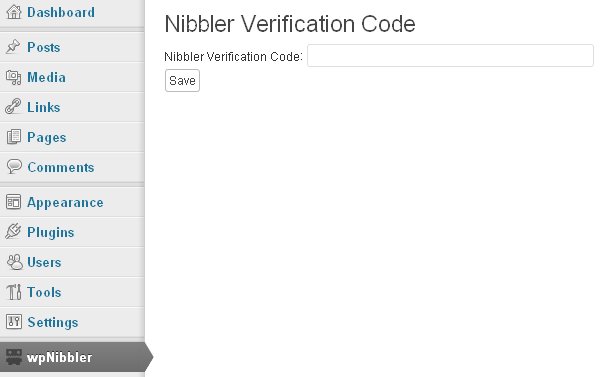 Dashboard
Posts
Media
Links
Pages
Comments
Appearance
Plugins
Users
Tools
Settings
wpNibbler
Nibbler Verification Code
Nibbler Verification Code:
Save